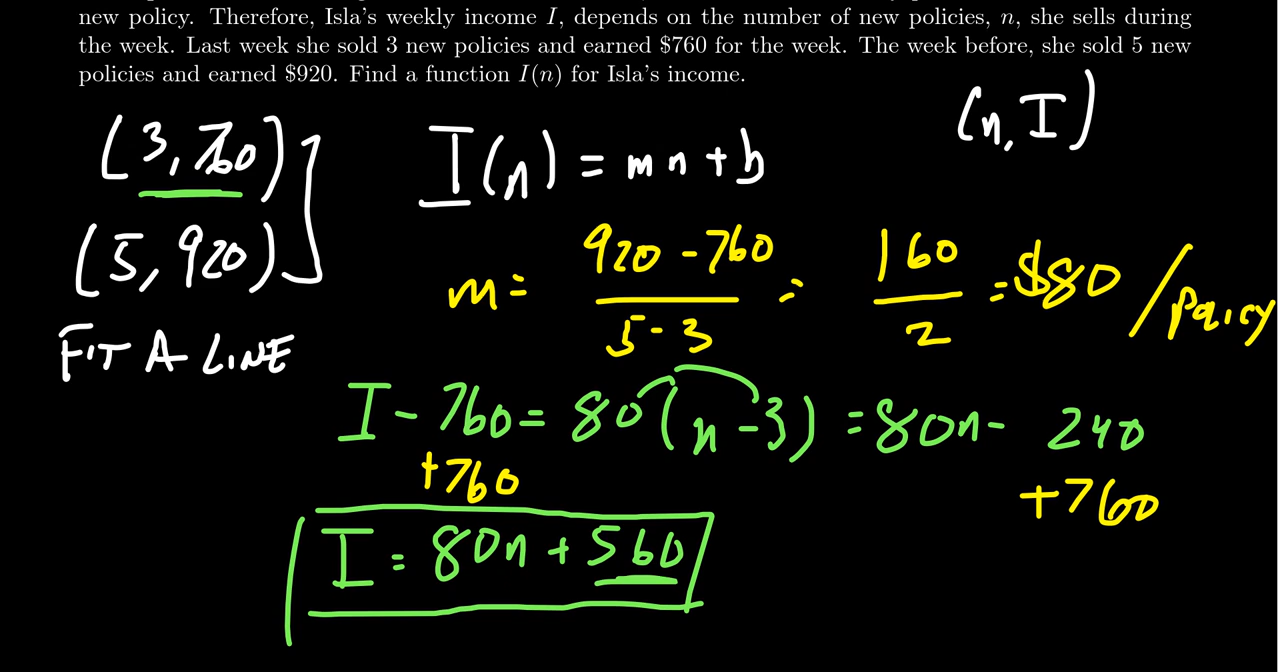 new policy. Therefore, Isla's weekly income I, depends on the number of new policies, n, she sells during
the week. Last week she sold 3 new policies and earned $760 for the week. The week before, she sold 5 new
policies and earned $920. Find a function I(n) for Isla's income.
(n, I)
(3, 760)
I(n) = mn + b
(5, 920)
m = 920 - 760 / 5 - 3 = 160 / 2 = $80 / policy
FIT A LINE
I - 760 = 80(n - 3) = 80n - 240
+760 +760
I = 80n + 560